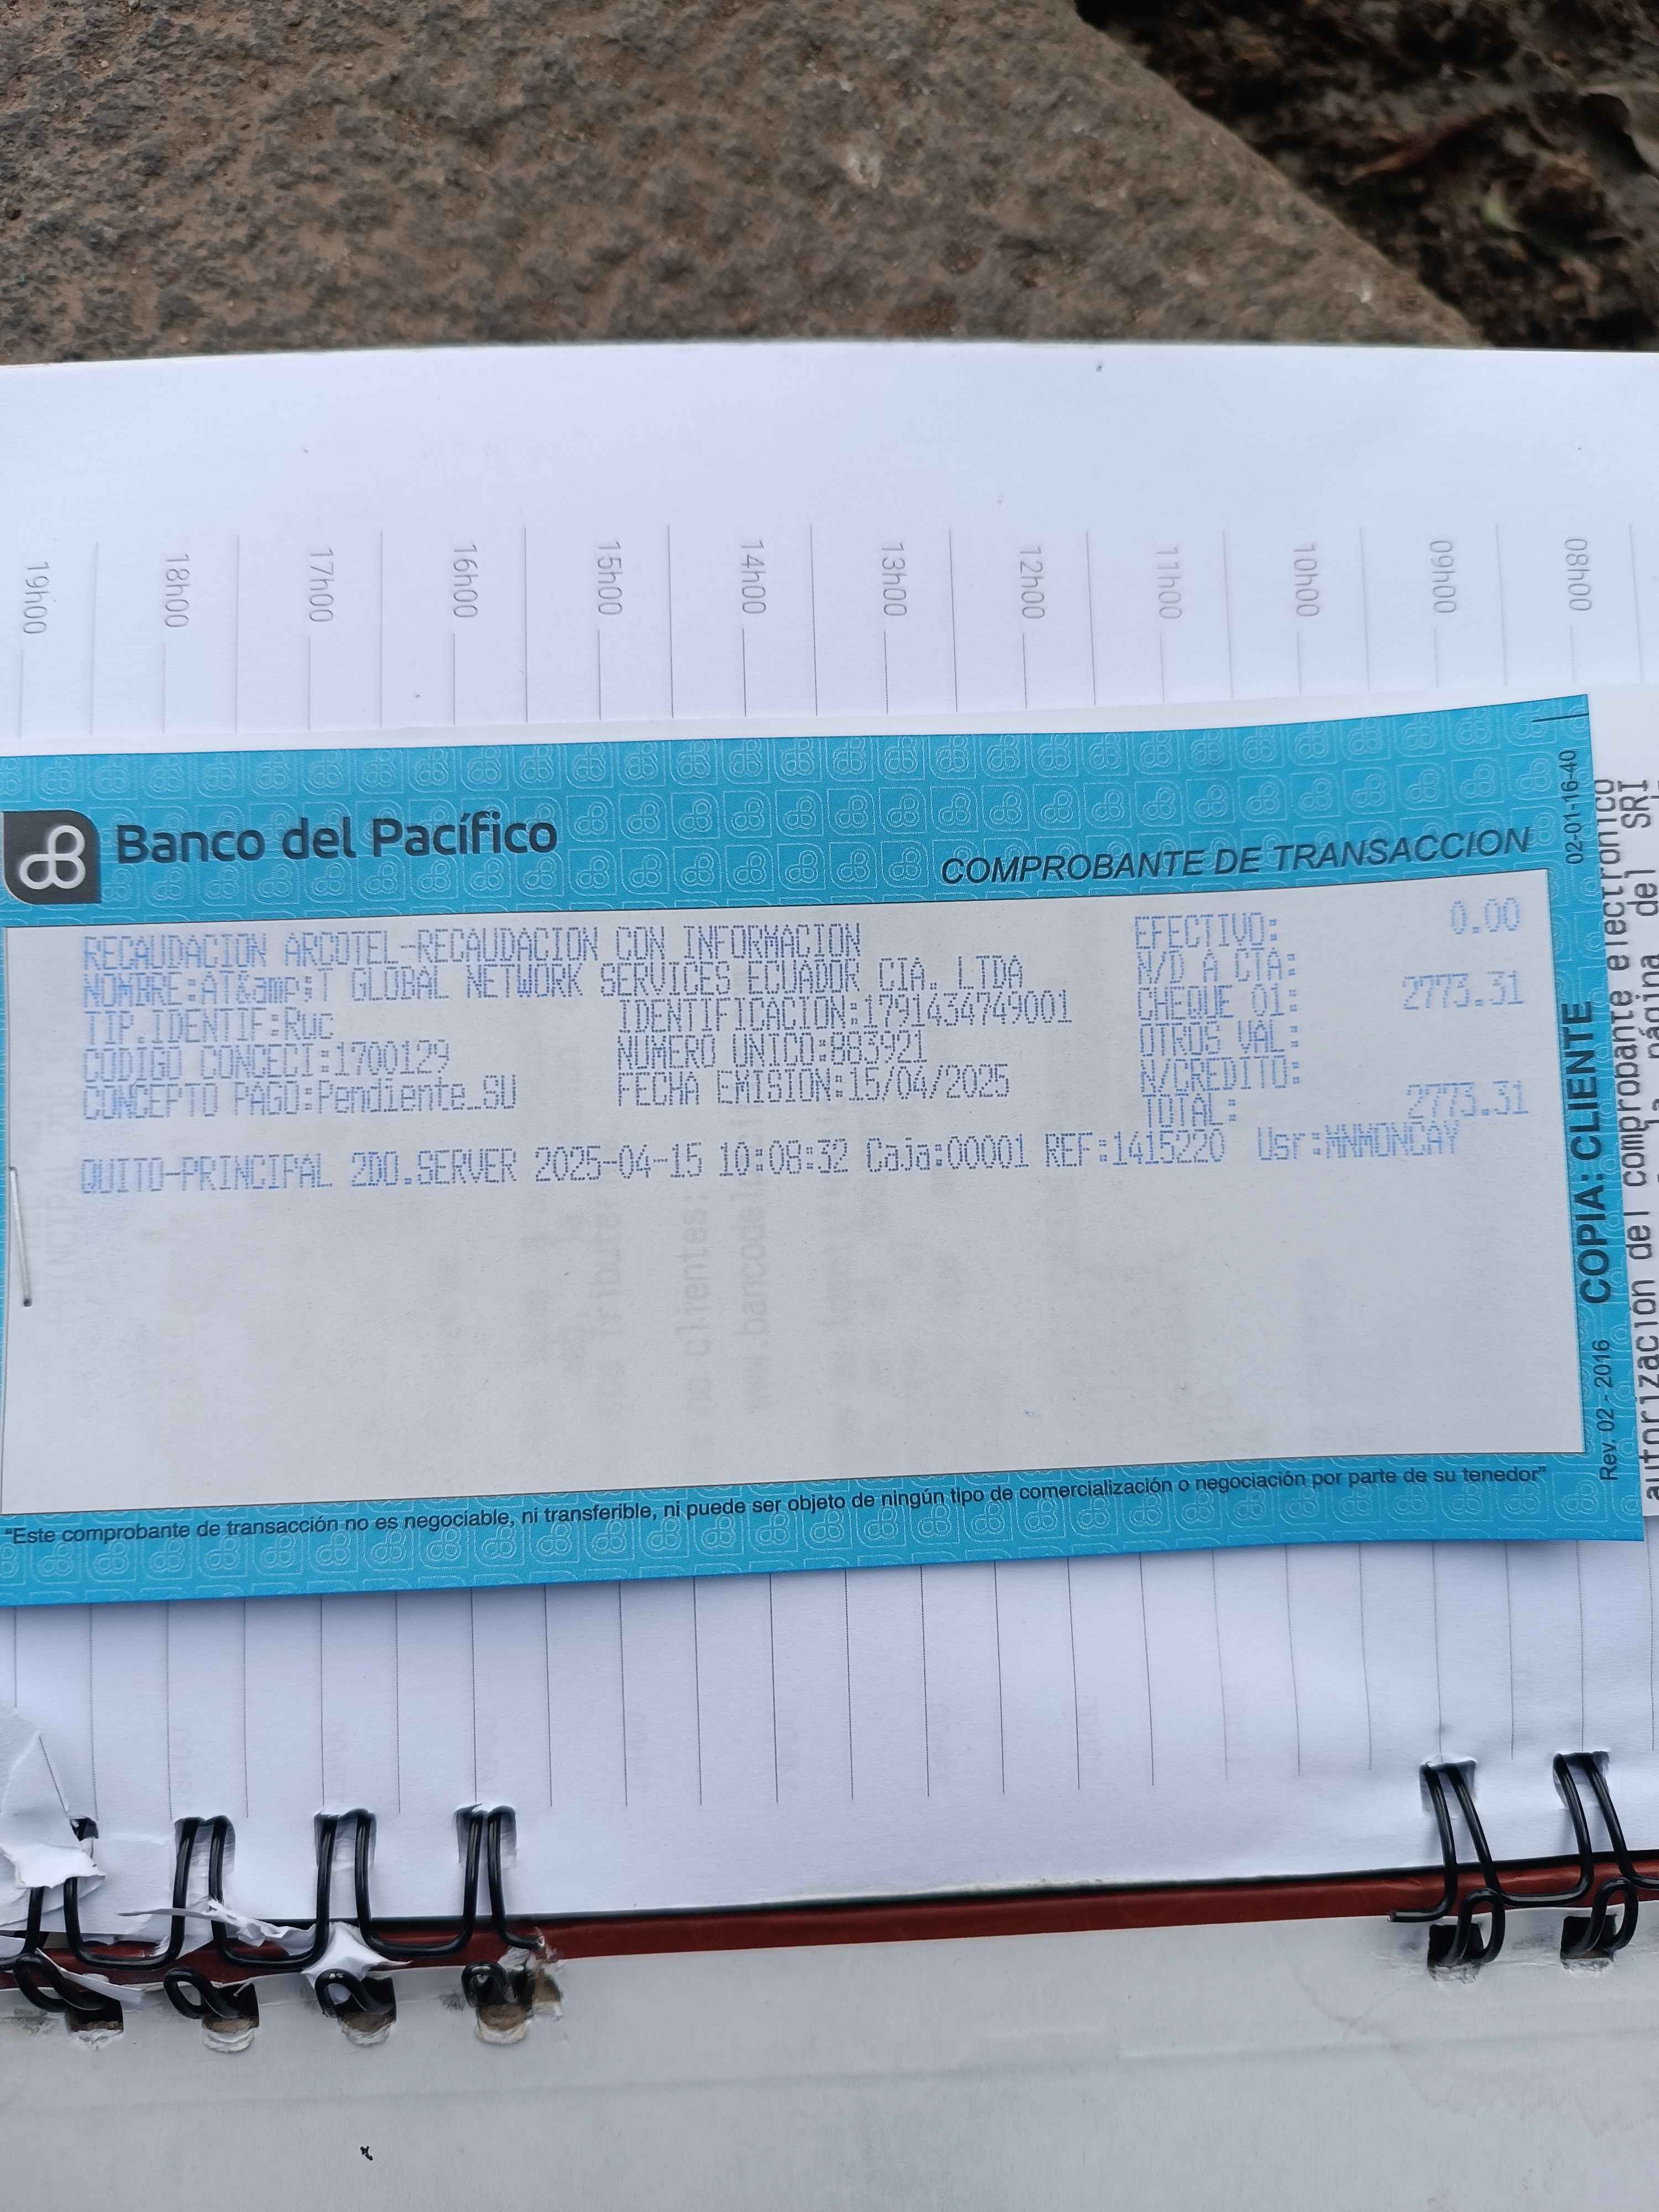 19h00
18h00
17h00
16h00
15h00
14h00
13h00
12h00
11h00
10h00
09h00
08h00
Banco del Pacífico
COMPROBANTE DE TRANSACCION
02-01-16-40
RECAUDACION ARCOTEL-RECAUDACION CON INFORMACION
NOMBRE:AT&amp;T GLOBAL NETWORK SERVICES ECUADOR CIA. LTDA
TIP.IDENTIF:Ruc IDENTIFICACION:1791434749001
CODIGO CONCECI:1700129 NUMERO UNICO:883921
CONCEPTO PAGO:Pendiente_SU FECHA EMISION:15/04/2025
EFECTIVO: 0.00
N/D A CTA:
CHEQUE 01: 2773.31
OTROS VAL:
N/CREDITO:
TOTAL: 2773.31
QUITO-PRINCIPAL 2DO.SERVER 2025-04-15 10:08:32 Caja:00001 REF:1415220 Usr:MNMONCAY
"Este comprobante de transacción no es negociable, ni transferible, ni puede ser objeto de ningún tipo de comercialización o negociación por parte de su tenedor"
Rev. 02 - 2016 COPIA: CLIENTE
autorización del comprobante electrónico
página del SRI